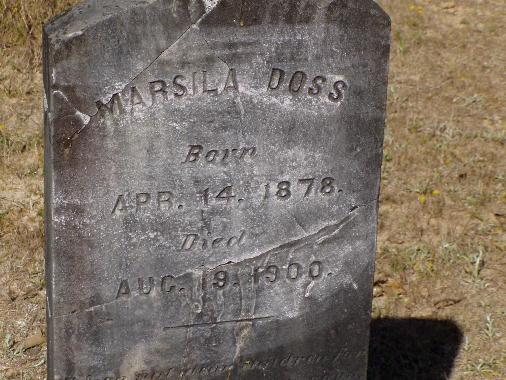 MARSILA DOSS
Born
APR. 14. 1878.
Died
AUG. 19. 1900.